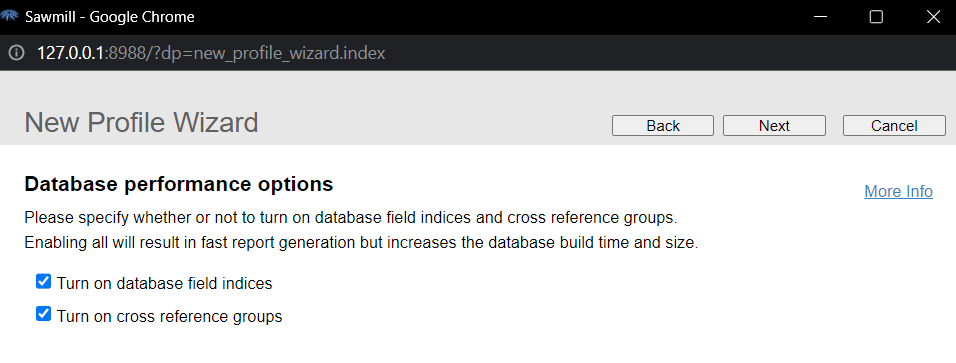 Sawmill - Google Chrome
127.0.0.1:8988/?dp=new_profile_wizard.index
New Profile Wizard
Back
Next
Cancel
Database performance options
More Info
Please specify whether or not to turn on database field indices and cross reference groups.
Enabling all will result in fast report generation but increases the database build time and size.
Turn on database field indices
Turn on cross reference groups